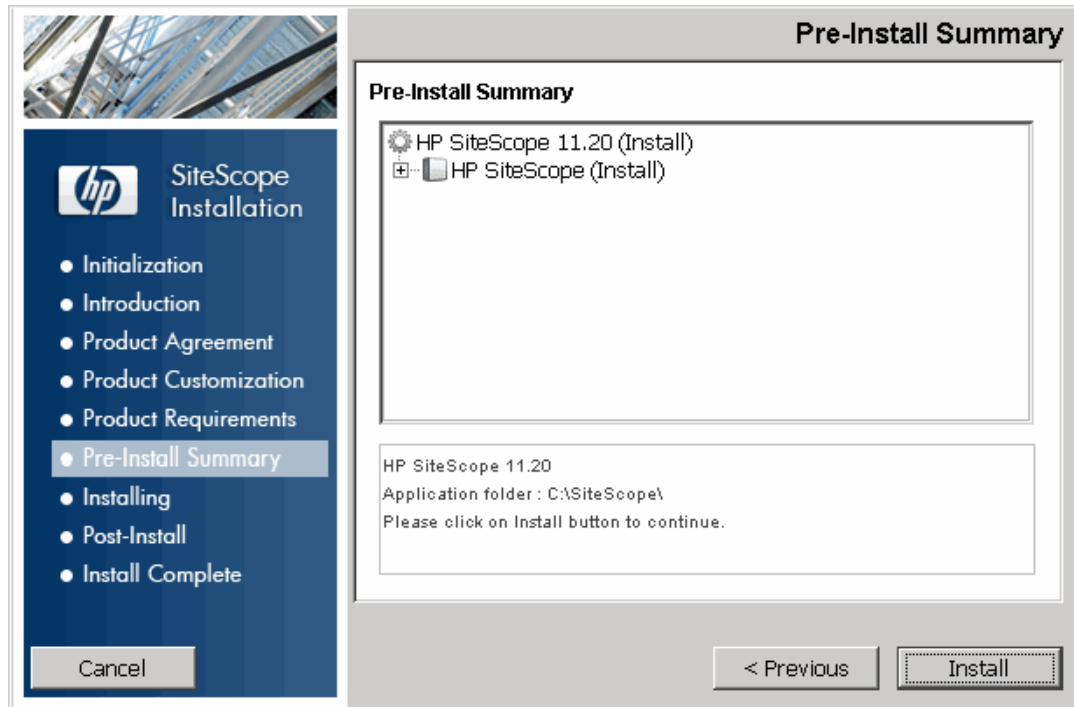 Pre-Install Summary
hp
SiteScope
Installation
Initialization
Introduction
Product Agreement
Product Customization
Product Requirements
Pre-Install Summary
Installing
Post-Install
Install Complete
Cancel
Pre-Install Summary
HP SiteScope 11.20 (Install)
HP SiteScope (Install)
HP SiteScope 11.20
Application folder : C:\SiteScope\
Please click on Install button to continue.
< Previous
Install